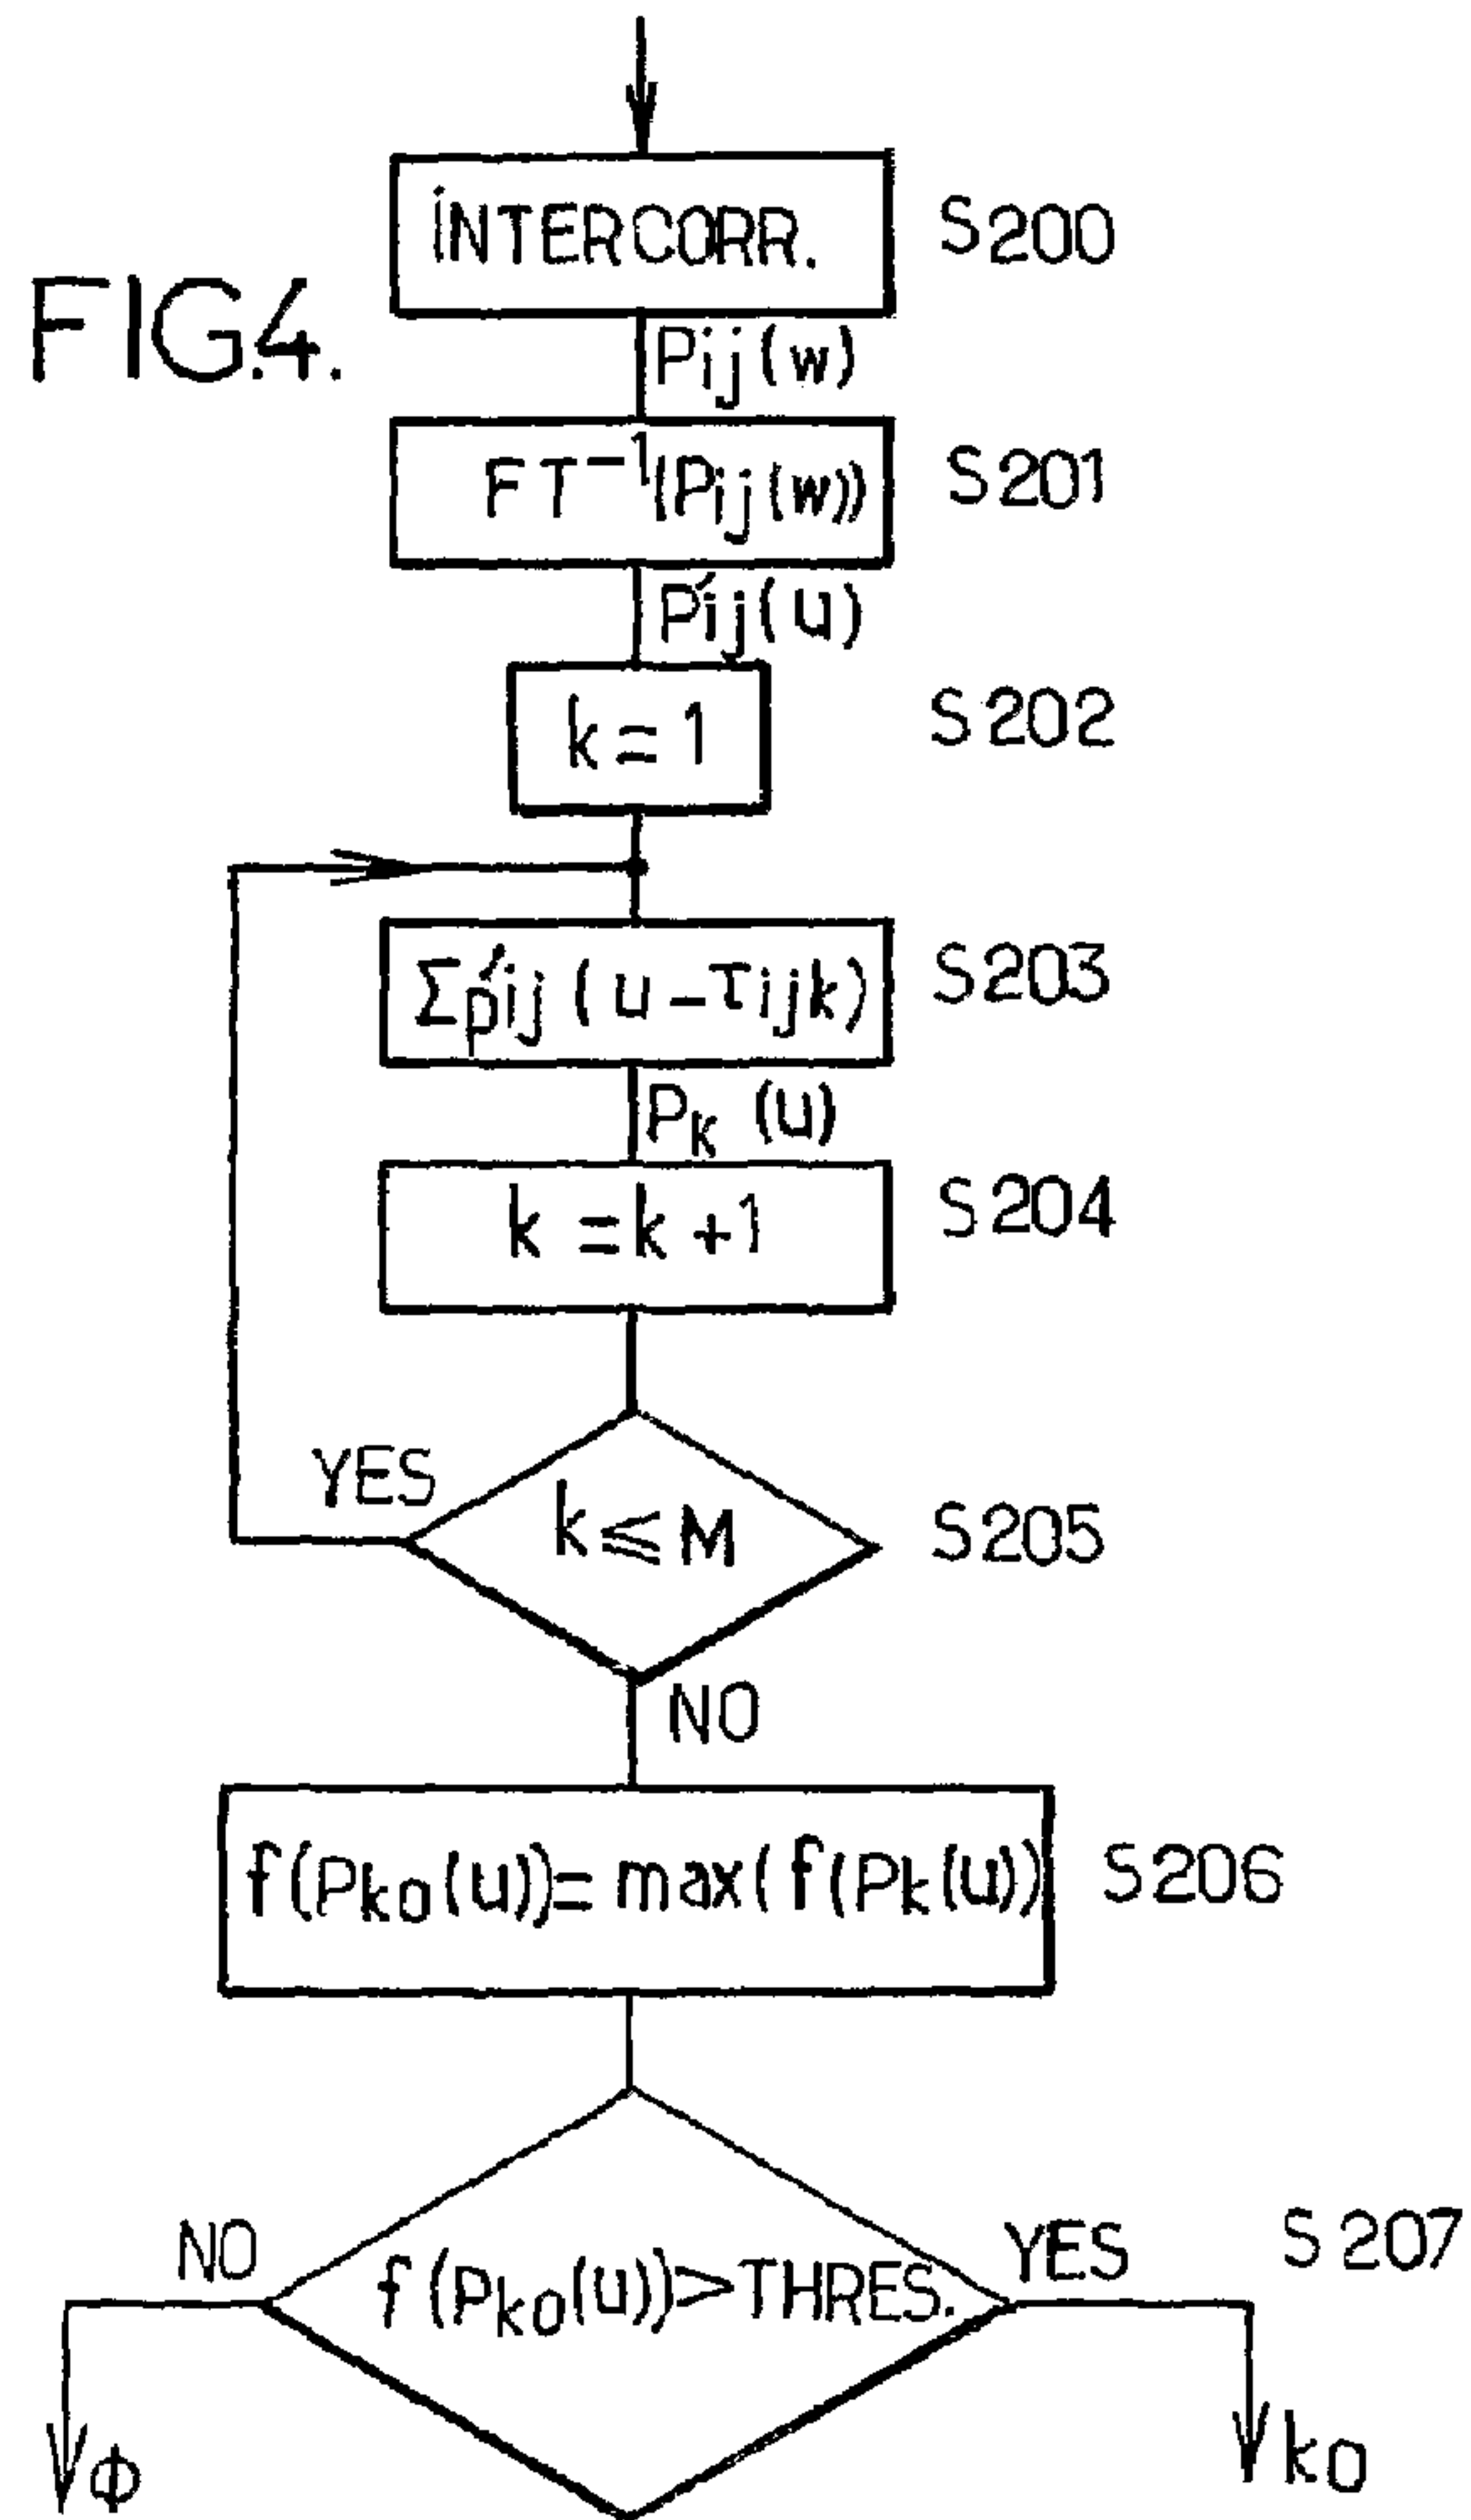 INTERCORR. S200
FIG.4.
Pij(w)
FT⁻¹(Pij(w)) S201
P'ij(u)
k=1 S202
Σp'ij(u-τijk) S203
Pk (u)
k=k+1 S204
YES
k≤M S205
NO
f(Pko(u))=max(f(Pk(u)) S206
NO
f(Pko(u))>THRES.
YES
S207
ϕ
ko